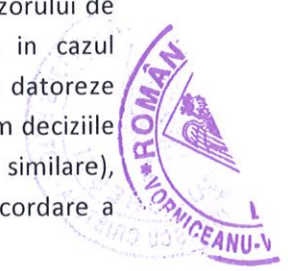 zorului de
in cazul
datoreze
m deciziile
similare),
cordare a
*ROMÂN
VORNICEANU-V
L